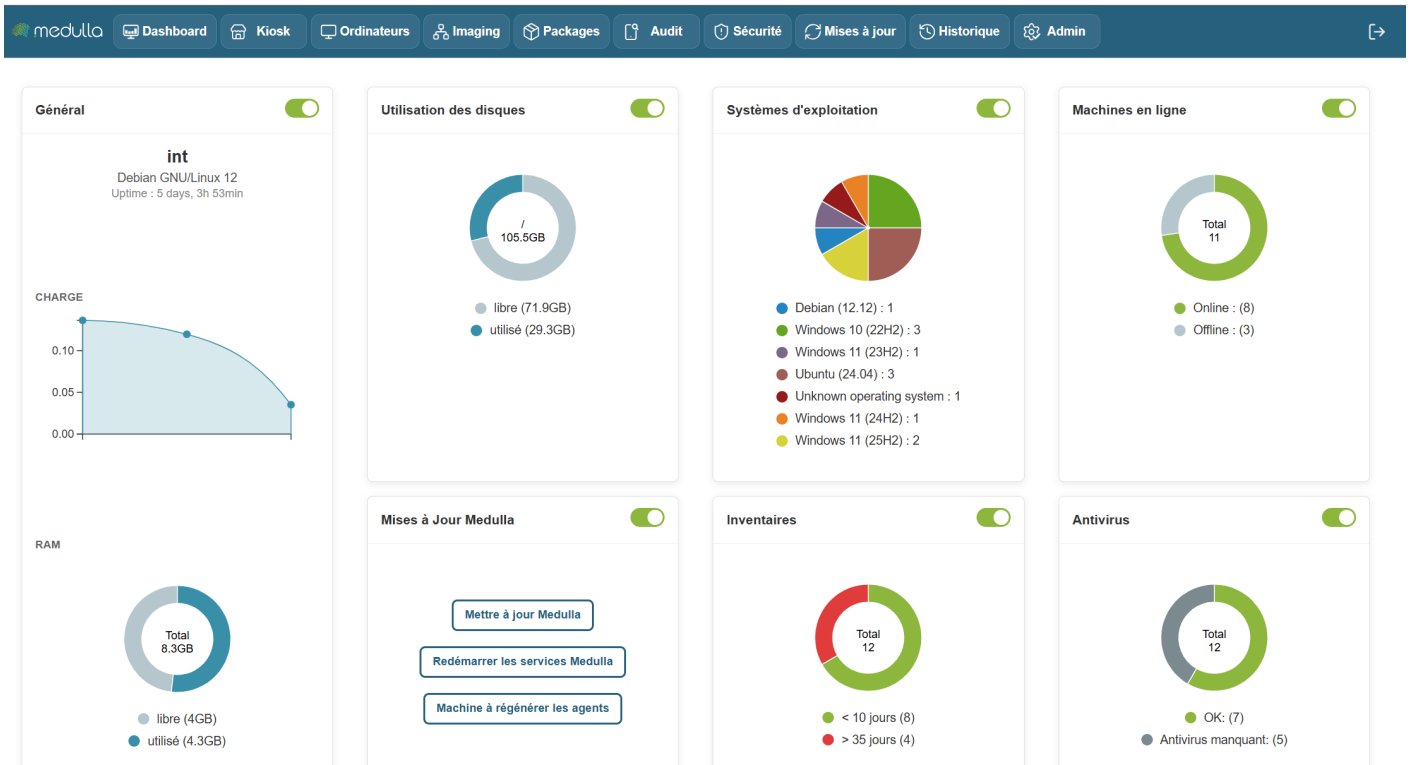 medulla
Dashboard
Kiosk
Ordinateurs
Imaging
Packages
Audit
Sécurité
Mises à jour
Historique
Admin
Général
int
Debian GNU/Linux 12
Uptime : 5 days, 3h 53min
CHARGE
0.10
0.05
0.00
RAM
Total
8.3GB
libre (4GB)
utilisé (4.3GB)
Utilisation des disques
/
105.5GB
libre (71.9GB)
utilisé (29.3GB)
Systèmes d'exploitation
Debian (12.12) : 1
Windows 10 (22H2) : 3
Windows 11 (23H2) : 1
Ubuntu (24.04) : 3
Unknown operating system : 1
Windows 11 (24H2) : 1
Windows 11 (25H2) : 2
Machines en ligne
Total
11
Online : (8)
Offline : (3)
Mises à Jour Medulla
Mettre à jour Medulla
Redémarrer les services Medulla
Machine à régénérer les agents
Inventaires
Total
12
< 10 jours (8)
> 35 jours (4)
Antivirus
Total
12
OK: (7)
Antivirus manquant: (5)